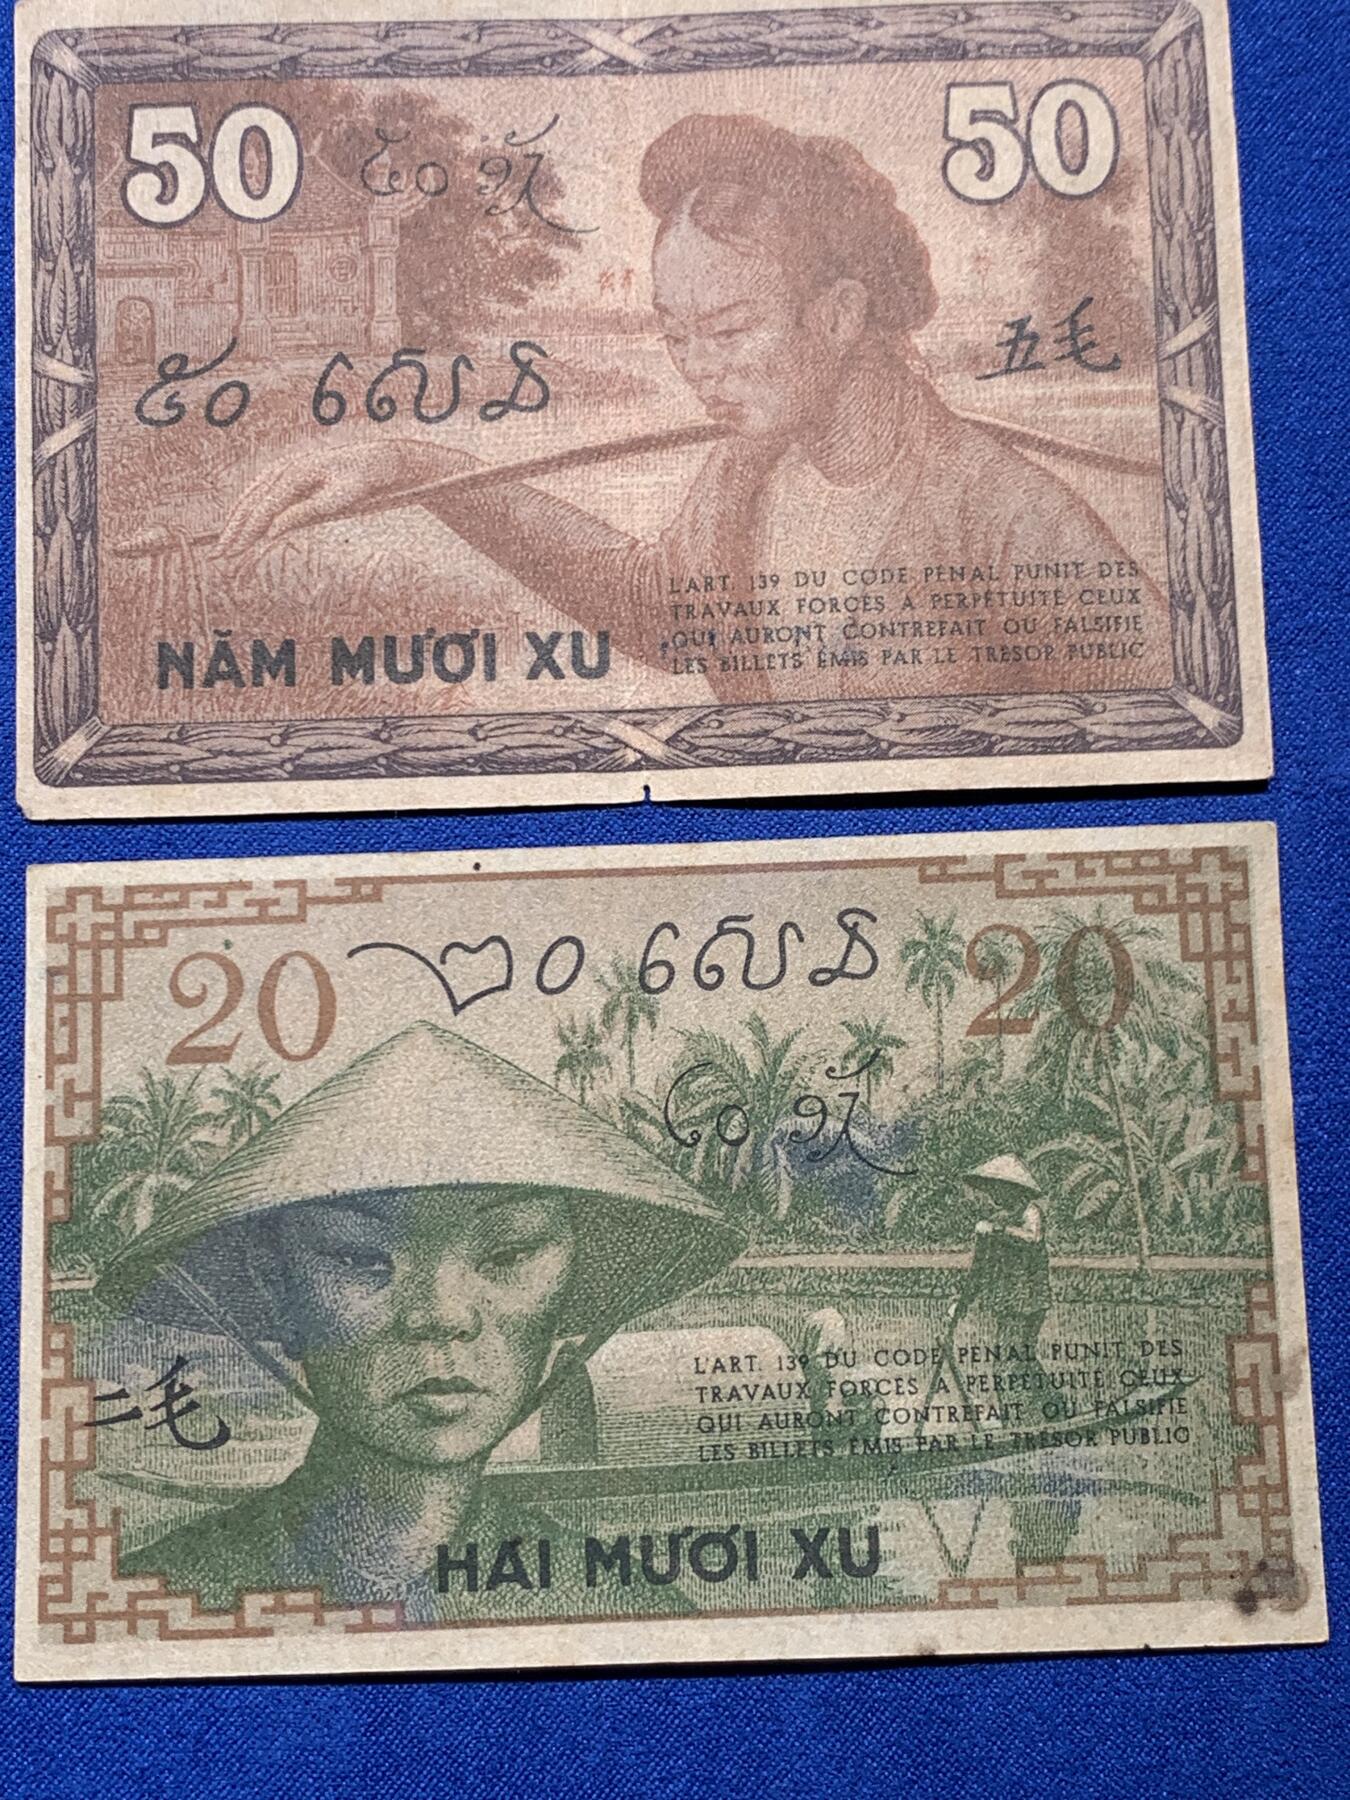 50
50
៥០ សេន
五毛
L'ART. 139 DU CODE PENAL PUNIT DES
TRAVAUX FORCES A PERPETUITE CEUX
QUI AURONT CONTREFAIT OU FALSIFIE
LES BILLETS EMIS PAR LE TRESOR PUBLIC
NĂM MƯƠI XU
20
២០ សេន
20
二毛
L'ART. 139 DU CODE PENAL PUNIT DES
TRAVAUX FORCES A PERPETUITE CEUX
QUI AURONT CONTREFAIT OU FALSIFIE
LES BILLETS EMIS PAR LE TRESOR PUBLIC
HAI MƯƠI XU